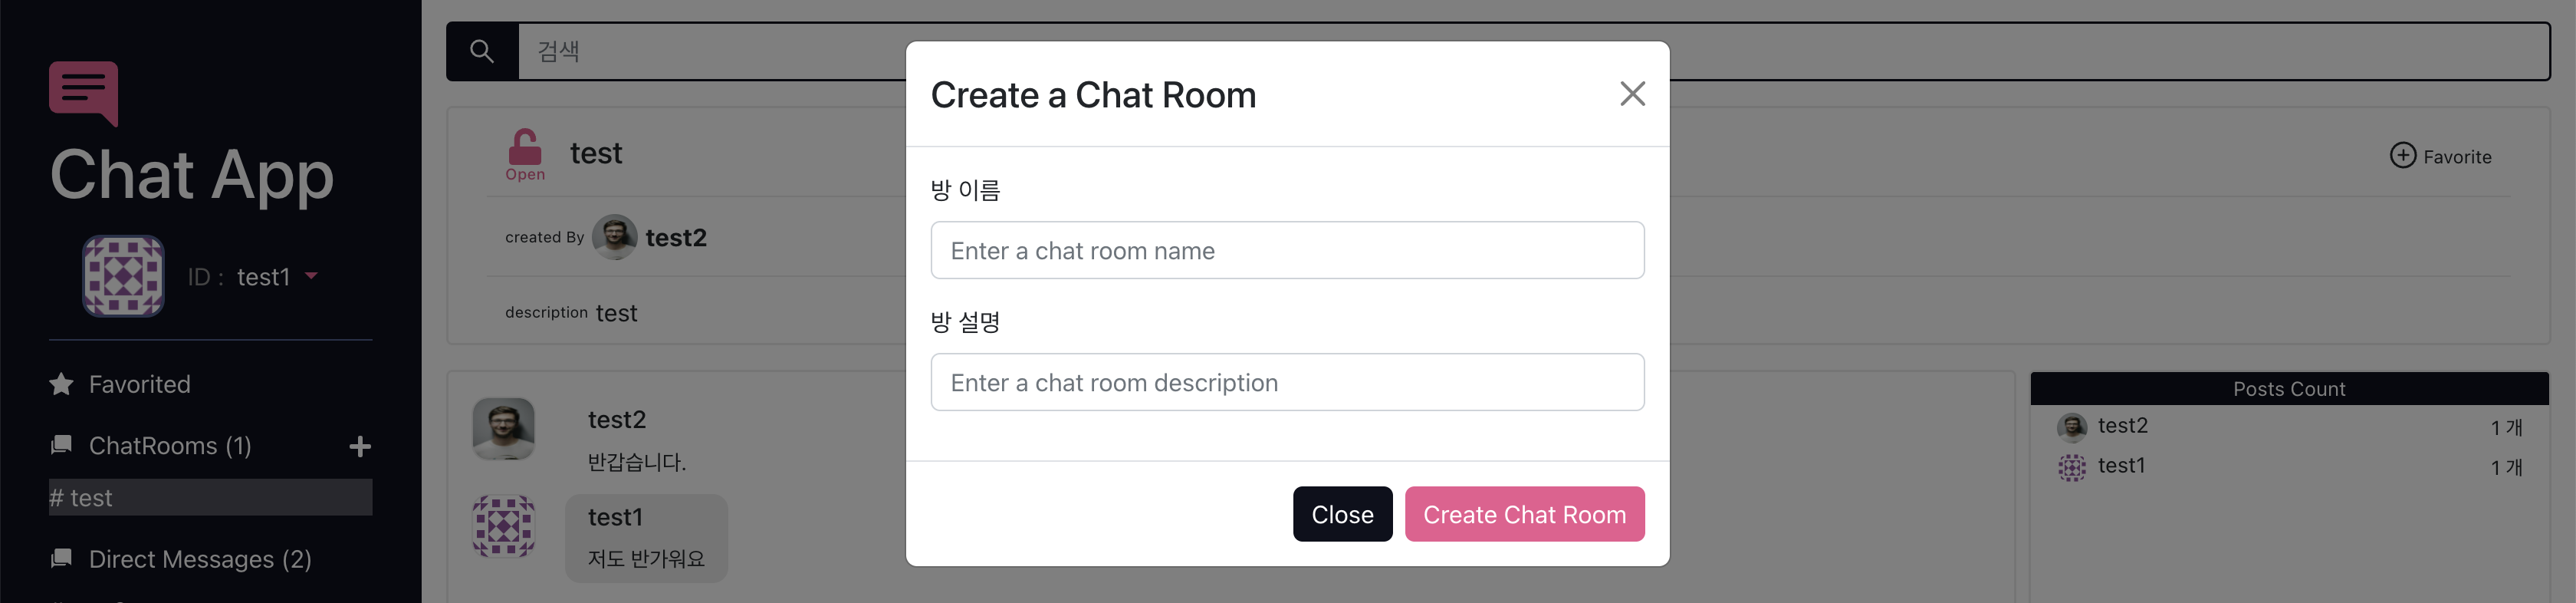 Chat App
ID : test1
Favorited
ChatRooms (1)
# test
Direct Messages (2)
검색
test
Open
Favorite
created By test2
description test
test2
반갑습니다.
test1
저도 반가워요
Posts Count
test2 1 개
test1 1 개
Create a Chat Room
방 이름
Enter a chat room name
방 설명
Enter a chat room description
Close
Create Chat Room